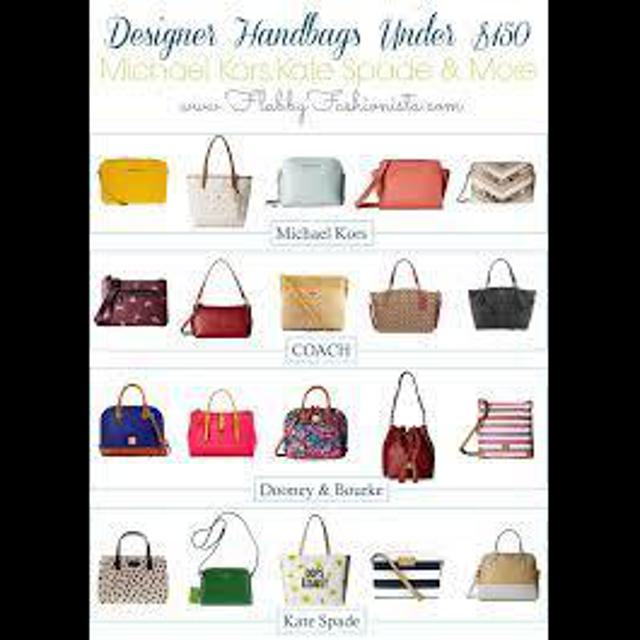 Designer Handbags Under $150
Michael Kors, Kate Spade & More
www.FlabbyFashionista.com
Michael Kors
COACH
Dooney & Bourke
Kate Spade